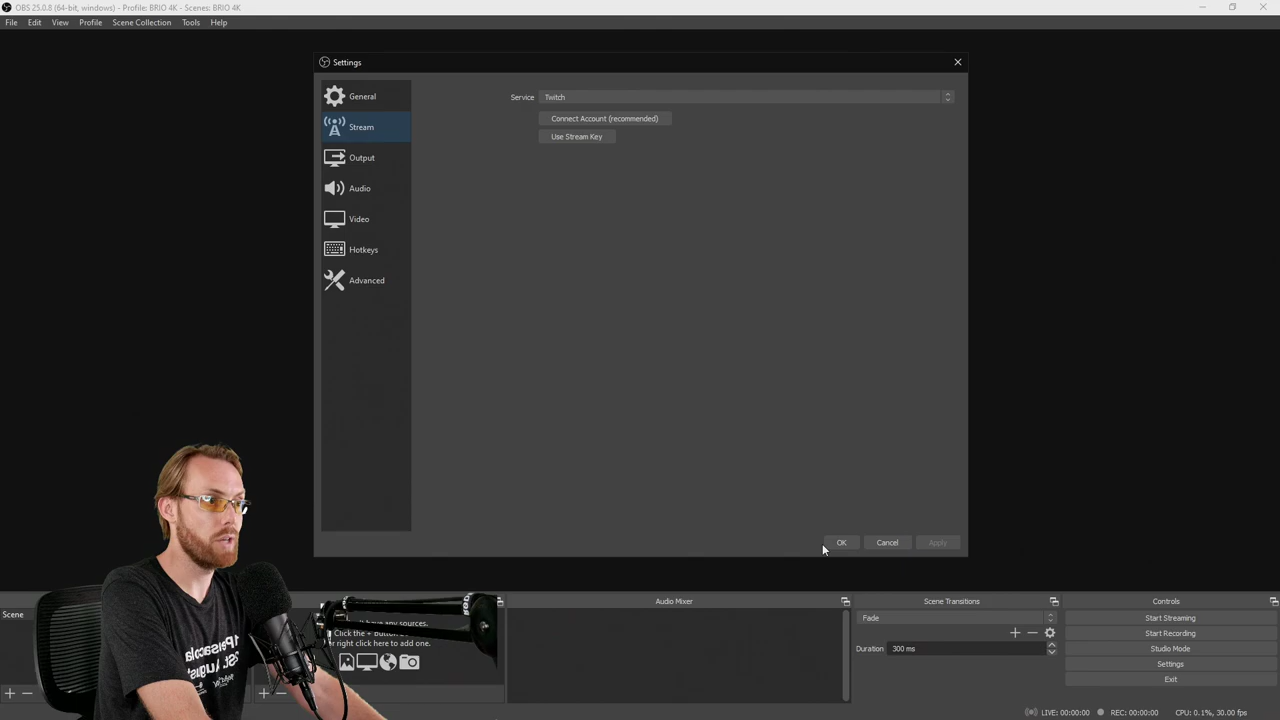 OBS 25.0.8 (64-bit, windows) - Profile: BRIO 4K - Scenes: BRIO 4K
File Edit View Profile Scene Collection Tools Help
Settings
General
Stream
Output
Audio
Video
Hotkeys
Advanced
Service Twitch
Connect Account (recommended)
Use Stream Key
OK Cancel Apply
Scene
have any sources.
Click the + button
or right click here to add one.
Audio Mixer
Scene Transitions
Fade
Duration 300 ms
Controls
Start Streaming
Start Recording
Studio Mode
Settings
Exit
LIVE: 00:00:00 REC: 00:00:00 CPU: 0.1%, 30.00 fps